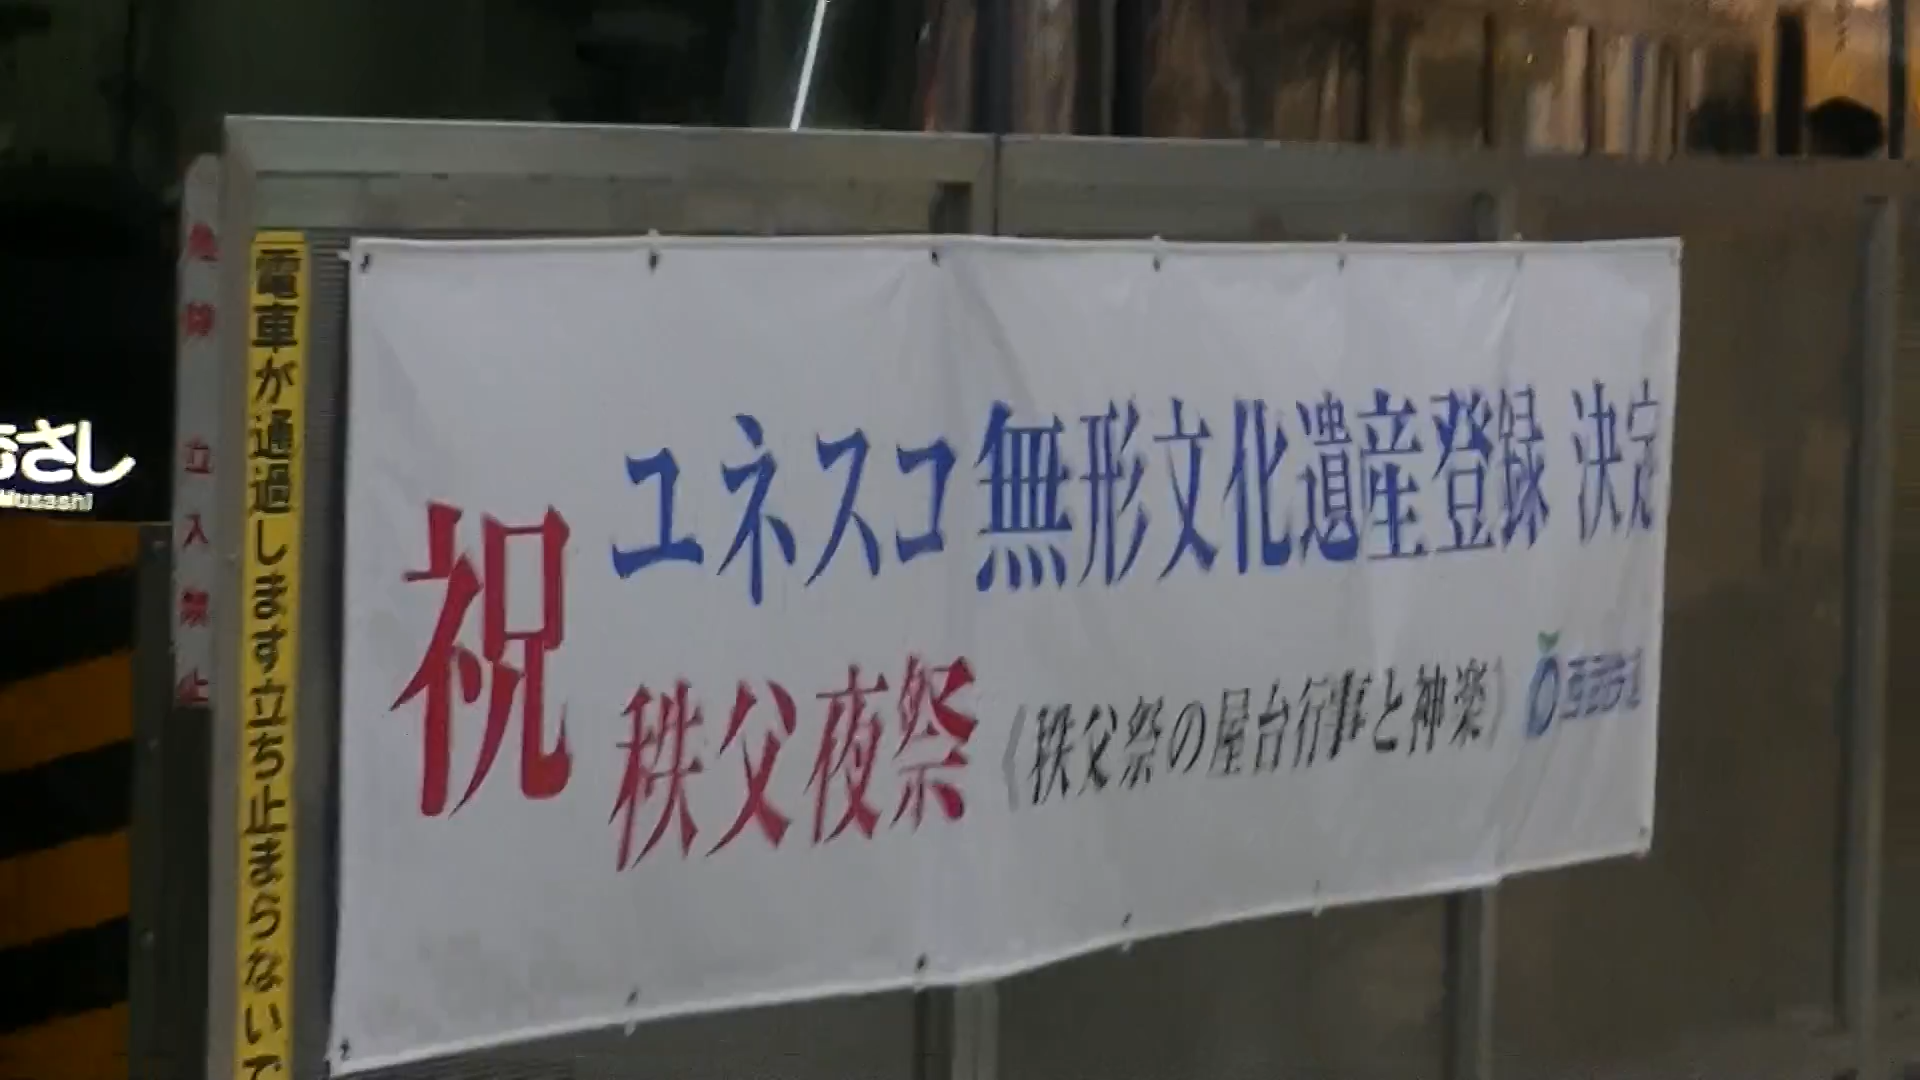 祝
ユネスコ無形文化遺産登録 決定
秩父夜祭 《秩父祭の屋台行事と神楽》
電車が通過します立ち止まらないで
立入禁止
さし
Musashi